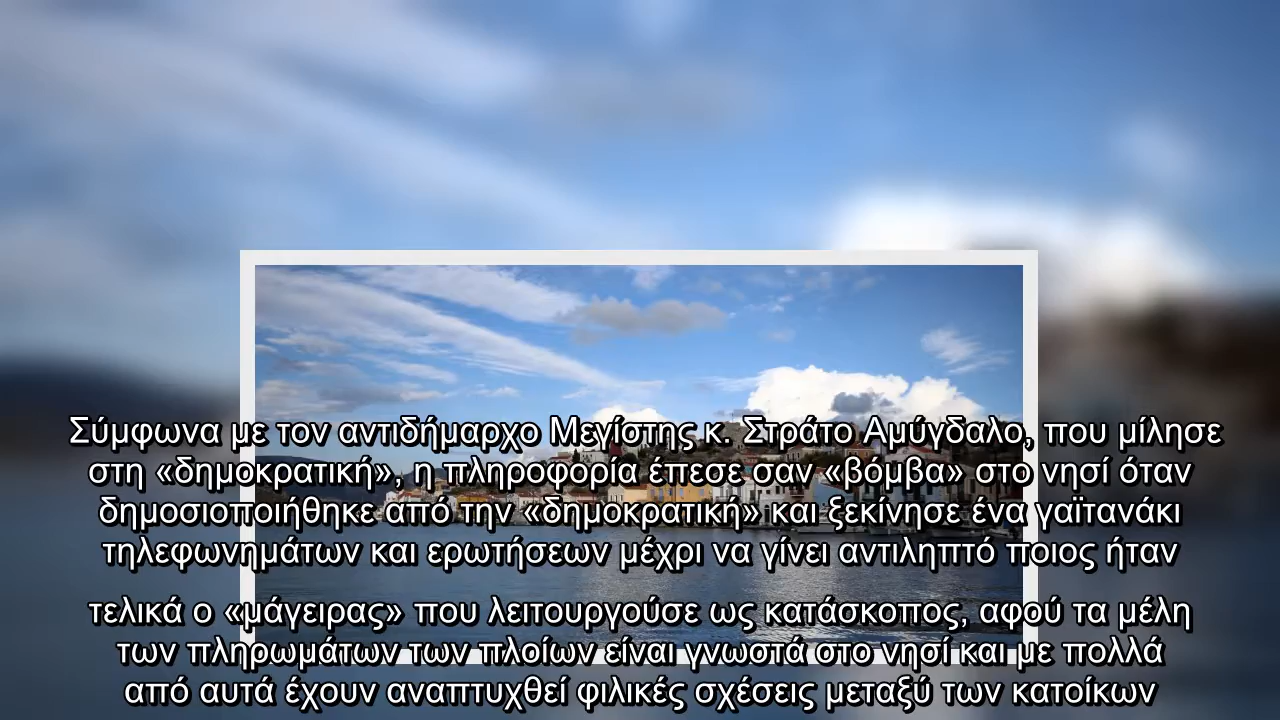 Σύμφωνα με τον αντιδήμαρχο Μεγίστης κ. Στράτο Αμύγδαλο, που μίλησε
στη «δημοκρατική», η πληροφορία έπεσε σαν «βόμβα» στο νησί όταν
δημοσιοποιήθηκε από την «δημοκρατική» και ξεκίνησε ένα γαϊτανάκι
τηλεφωνημάτων και ερωτήσεων μέχρι να γίνει αντιληπτό ποιος ήταν
τελικά ο «μάγειρας» που λειτουργούσε ως κατάσκοπος, αφού τα μέλη
των πληρωμάτων των πλοίων είναι γνωστά στο νησί και με πολλά
από αυτά έχουν αναπτυχθεί φιλικές σχέσεις μεταξύ των κατοίκων